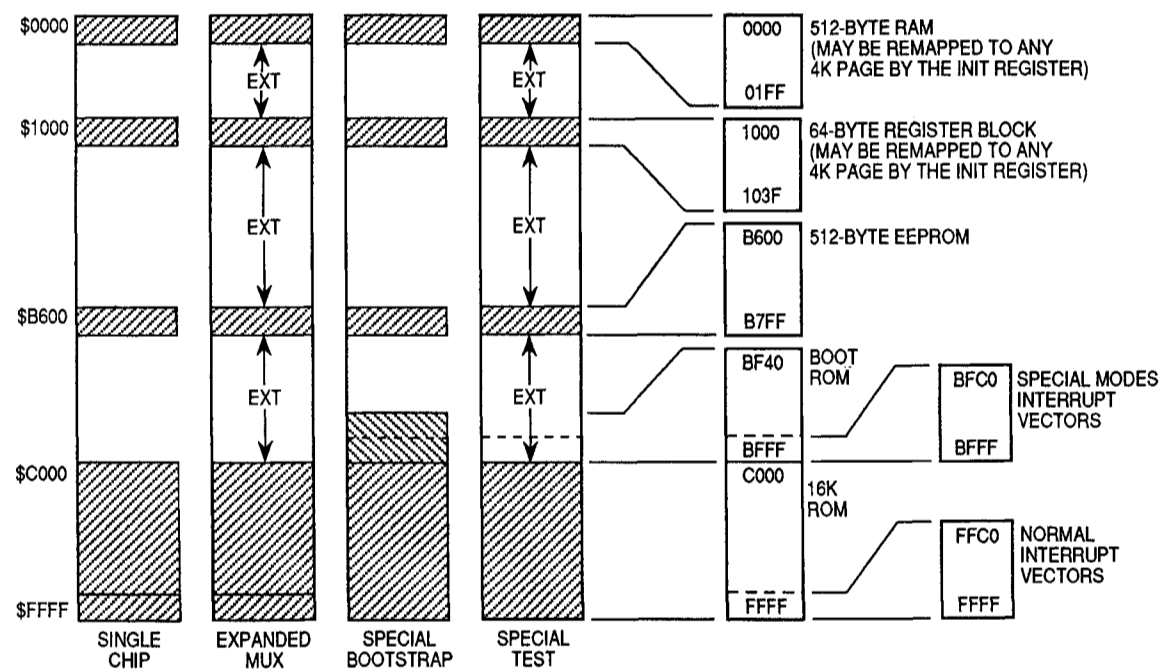 $0000
$1000
$B600
$C000
$FFFF
SINGLE
CHIP
EXT
EXT
EXT
EXPANDED
MUX
SPECIAL
BOOTSTRAP
EXT
EXT
EXT
SPECIAL
TEST
0000
01FF
512-BYTE RAM
(MAY BE REMAPPED TO ANY
4K PAGE BY THE INIT REGISTER)
1000
103F
64-BYTE REGISTER BLOCK
(MAY BE REMAPPED TO ANY
4K PAGE BY THE INIT REGISTER)
B600
B7FF
512-BYTE EEPROM
BF40
BFFF
BOOT
ROM
BFC0
BFFF
SPECIAL MODES
INTERRUPT
VECTORS
C000
FFFF
16K
ROM
FFC0
FFFF
NORMAL
INTERRUPT
VECTORS